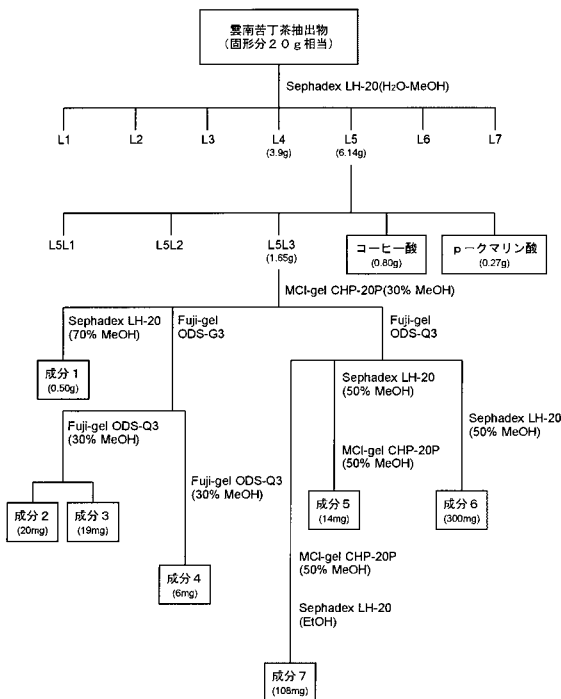 雲南苦丁茶抽出物
(固形分20g相当)
Sephadex LH-20(H₂O-MeOH)
L1
L2
L3
L4
(3.9g)
L5
(6.14g)
L6
L7
L5L1
L5L2
L5L3
(1.65g)
コーヒー酸
(0.80g)
p－クマリン酸
(0.27g)
MCI-gel CHP-20P(30% MeOH)
Sephadex LH-20
(70% MeOH)
Fuji-gel
ODS-G3
Fuji-gel
ODS-Q3
成分1
(0.50g)
Sephadex LH-20
(50% MeOH)
Sephadex LH-20
(50% MeOH)
Fuji-gel ODS-Q3
(30% MeOH)
MCI-gel CHP-20P
(50% MeOH)
Fuji-gel ODS-Q3
(30% MeOH)
成分2
(20mg)
成分3
(19mg)
成分5
(14mg)
成分6
(300mg)
MCI-gel CHP-20P
(50% MeOH)
成分4
(6mg)
Sephadex LH-20
(EtOH)
成分7
(108mg)